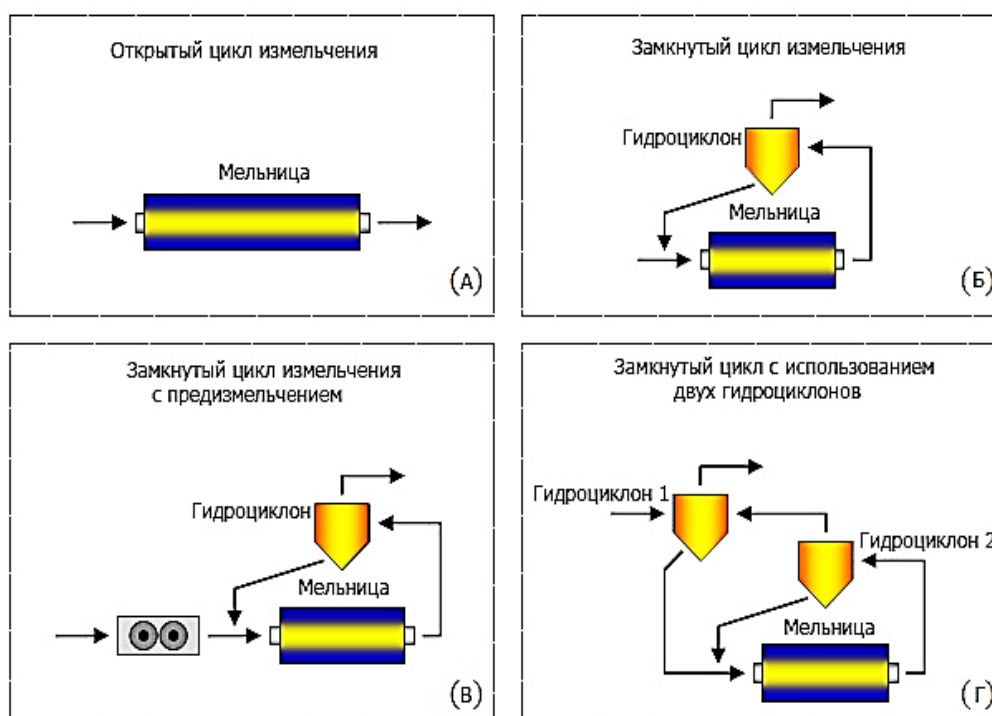 Открытый цикл измельчения
Мельница
(А)
Замкнутый цикл измельчения
Гидроциклон
Мельница
(Б)
Замкнутый цикл измельчения
с предизмельчением
Гидроциклон
Мельница
(В)
Замкнутый цикл с использованием
двух гидроциклонов
Гидроциклон 1
Гидроциклон 2
Мельница
(Г)